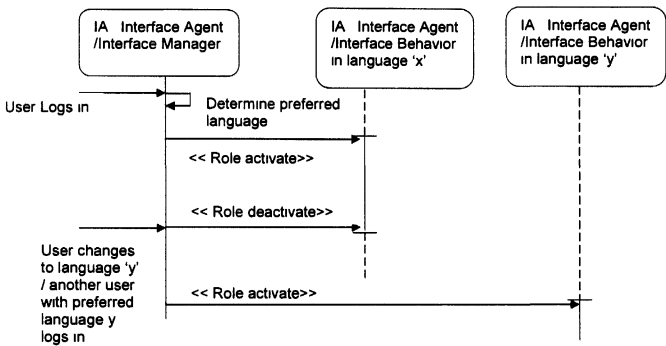 IA Interface Agent
/Interface Manager
IA Interface Agent
/Interface Behavior
in language 'x'
IA Interface Agent
/Interface Behavior
in language 'y'
User Logs in
Determine preferred
language
<< Role activate>>
<< Role deactivate>>
User changes
to language 'y'
/ another user
with preferred
language y
logs in
<< Role activate>>